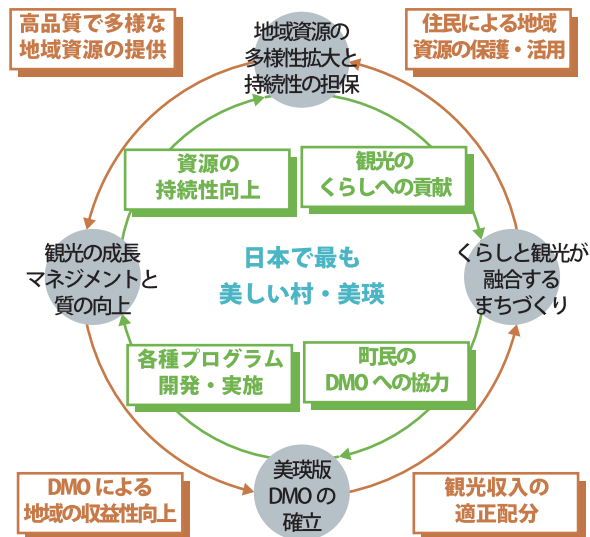 高品質で多様な
地域資源の提供
地域資源の
多様性拡大と
持続性の担保
住民による地域
資源の保護・活用
資源の
持続性向上
観光の
くらしへの貢献
観光の成長
マネジメントと
質の向上
日本で最も
美しい村・美瑛
くらしと観光が
融合する
まちづくり
各種プログラム
開発・実施
町民の
DMOへの協力
DMOによる
地域の収益性向上
美瑛版
DMOの
確立
観光収入の
適正配分